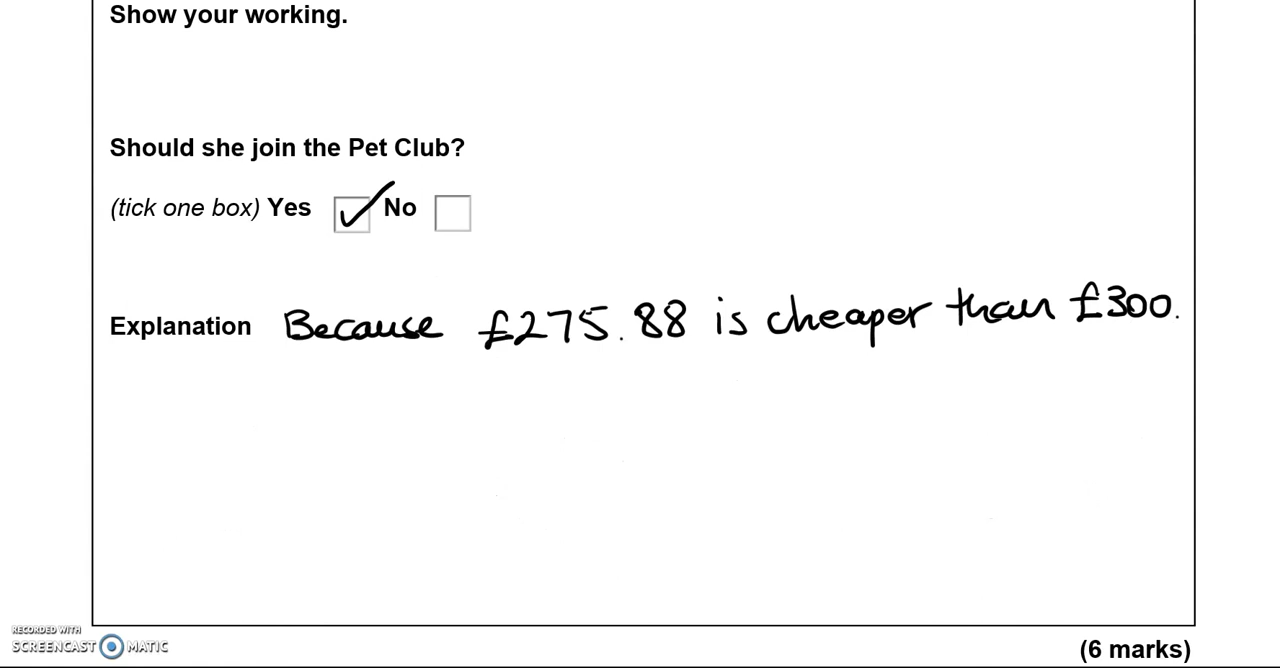 Show your working.
Should she join the Pet Club?
(tick one box) Yes No
Explanation Because £275.88 is cheaper than £300.
RECORDED WITH
SCREENCAST MATIC
(6 marks)